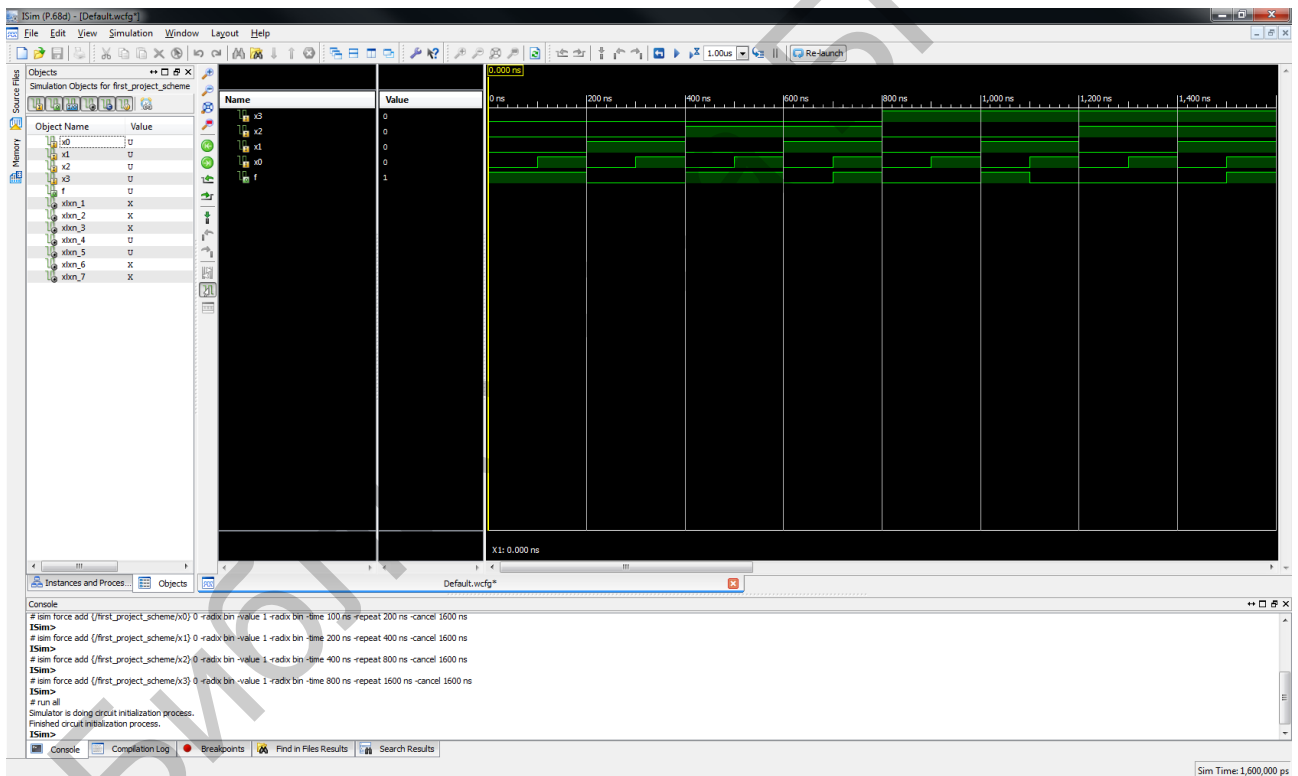 ISim (P.68d) - [Default.wcfg*]
File Edit View Simulation Window Layout Help
1.00us Re-launch
Source Files
Memory
Objects
Simulation Objects for first_project_scheme
Object Name Value
x0 U
x1 U
x2 U
x3 U
f U
xlxn_1 X
xlxn_2 X
xlxn_3 X
xlxn_4 U
xlxn_5 U
xlxn_6 X
xlxn_7 X
Name Value
x3 0
x2 0
x1 0
x0 0
f 1
0.000 ns
0 ns 200 ns 400 ns 600 ns 800 ns 1,000 ns 1,200 ns 1,400 ns
X1: 0.000 ns
Instances and Proces... Objects
Default.wcfg*
Console
# isim force add {/first_project_scheme/x0} 0 -radix bin -value 1 -radix bin -time 100 ns -repeat 200 ns -cancel 1600 ns
ISim>
# isim force add {/first_project_scheme/x1} 0 -radix bin -value 1 -radix bin -time 200 ns -repeat 400 ns -cancel 1600 ns
ISim>
# isim force add {/first_project_scheme/x2} 0 -radix bin -value 1 -radix bin -time 400 ns -repeat 800 ns -cancel 1600 ns
ISim>
# isim force add {/first_project_scheme/x3} 0 -radix bin -value 1 -radix bin -time 800 ns -repeat 1600 ns -cancel 1600 ns
ISim>
# run all
Simulator is doing circuit initialization process.
Finished circuit initialization process.
ISim>
Console Compilation Log Breakpoints Find in Files Results Search Results
Sim Time: 1,600,000 ps